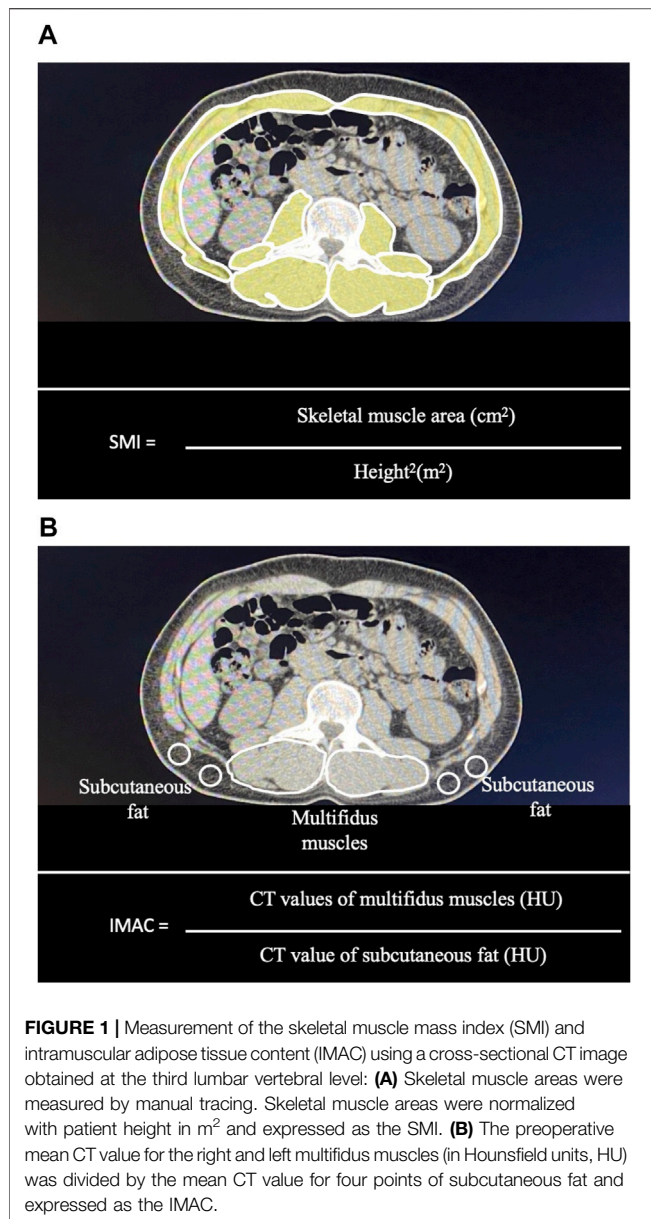 A
SMI =
Skeletal muscle area (cm²)
Height²(m²)
B
Subcutaneous
fat
Multifidus
muscles
Subcutaneous
fat
IMAC =
CT values of multifidus muscles (HU)
CT value of subcutaneous fat (HU)
FIGURE 1 | Measurement of the skeletal muscle mass index (SMI) and
intramuscular adipose tissue content (IMAC) using a cross-sectional CT image
obtained at the third lumbar vertebral level: (A) Skeletal muscle areas were
measured by manual tracing. Skeletal muscle areas were normalized
with patient height in m² and expressed as the SMI. (B) The preoperative
mean CT value for the right and left multifidus muscles (in Hounsfield units, HU)
was divided by the mean CT value for four points of subcutaneous fat and
expressed as the IMAC.